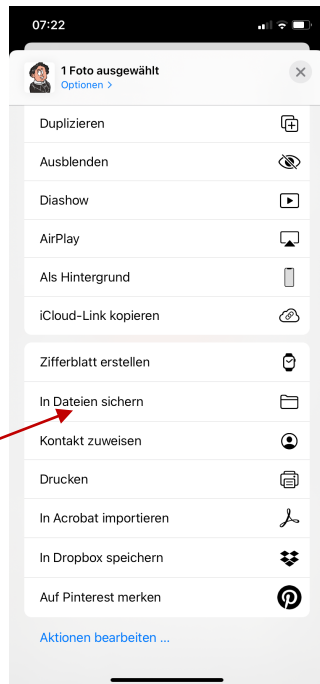 07:22
1 Foto ausgewählt
Optionen >
Duplizieren
Ausblenden
Diashow
AirPlay
Als Hintergrund
iCloud-Link kopieren
Zifferblatt erstellen
In Dateien sichern
Kontakt zuweisen
Drucken
In Acrobat importieren
In Dropbox speichern
Auf Pinterest merken
Aktionen bearbeiten ...